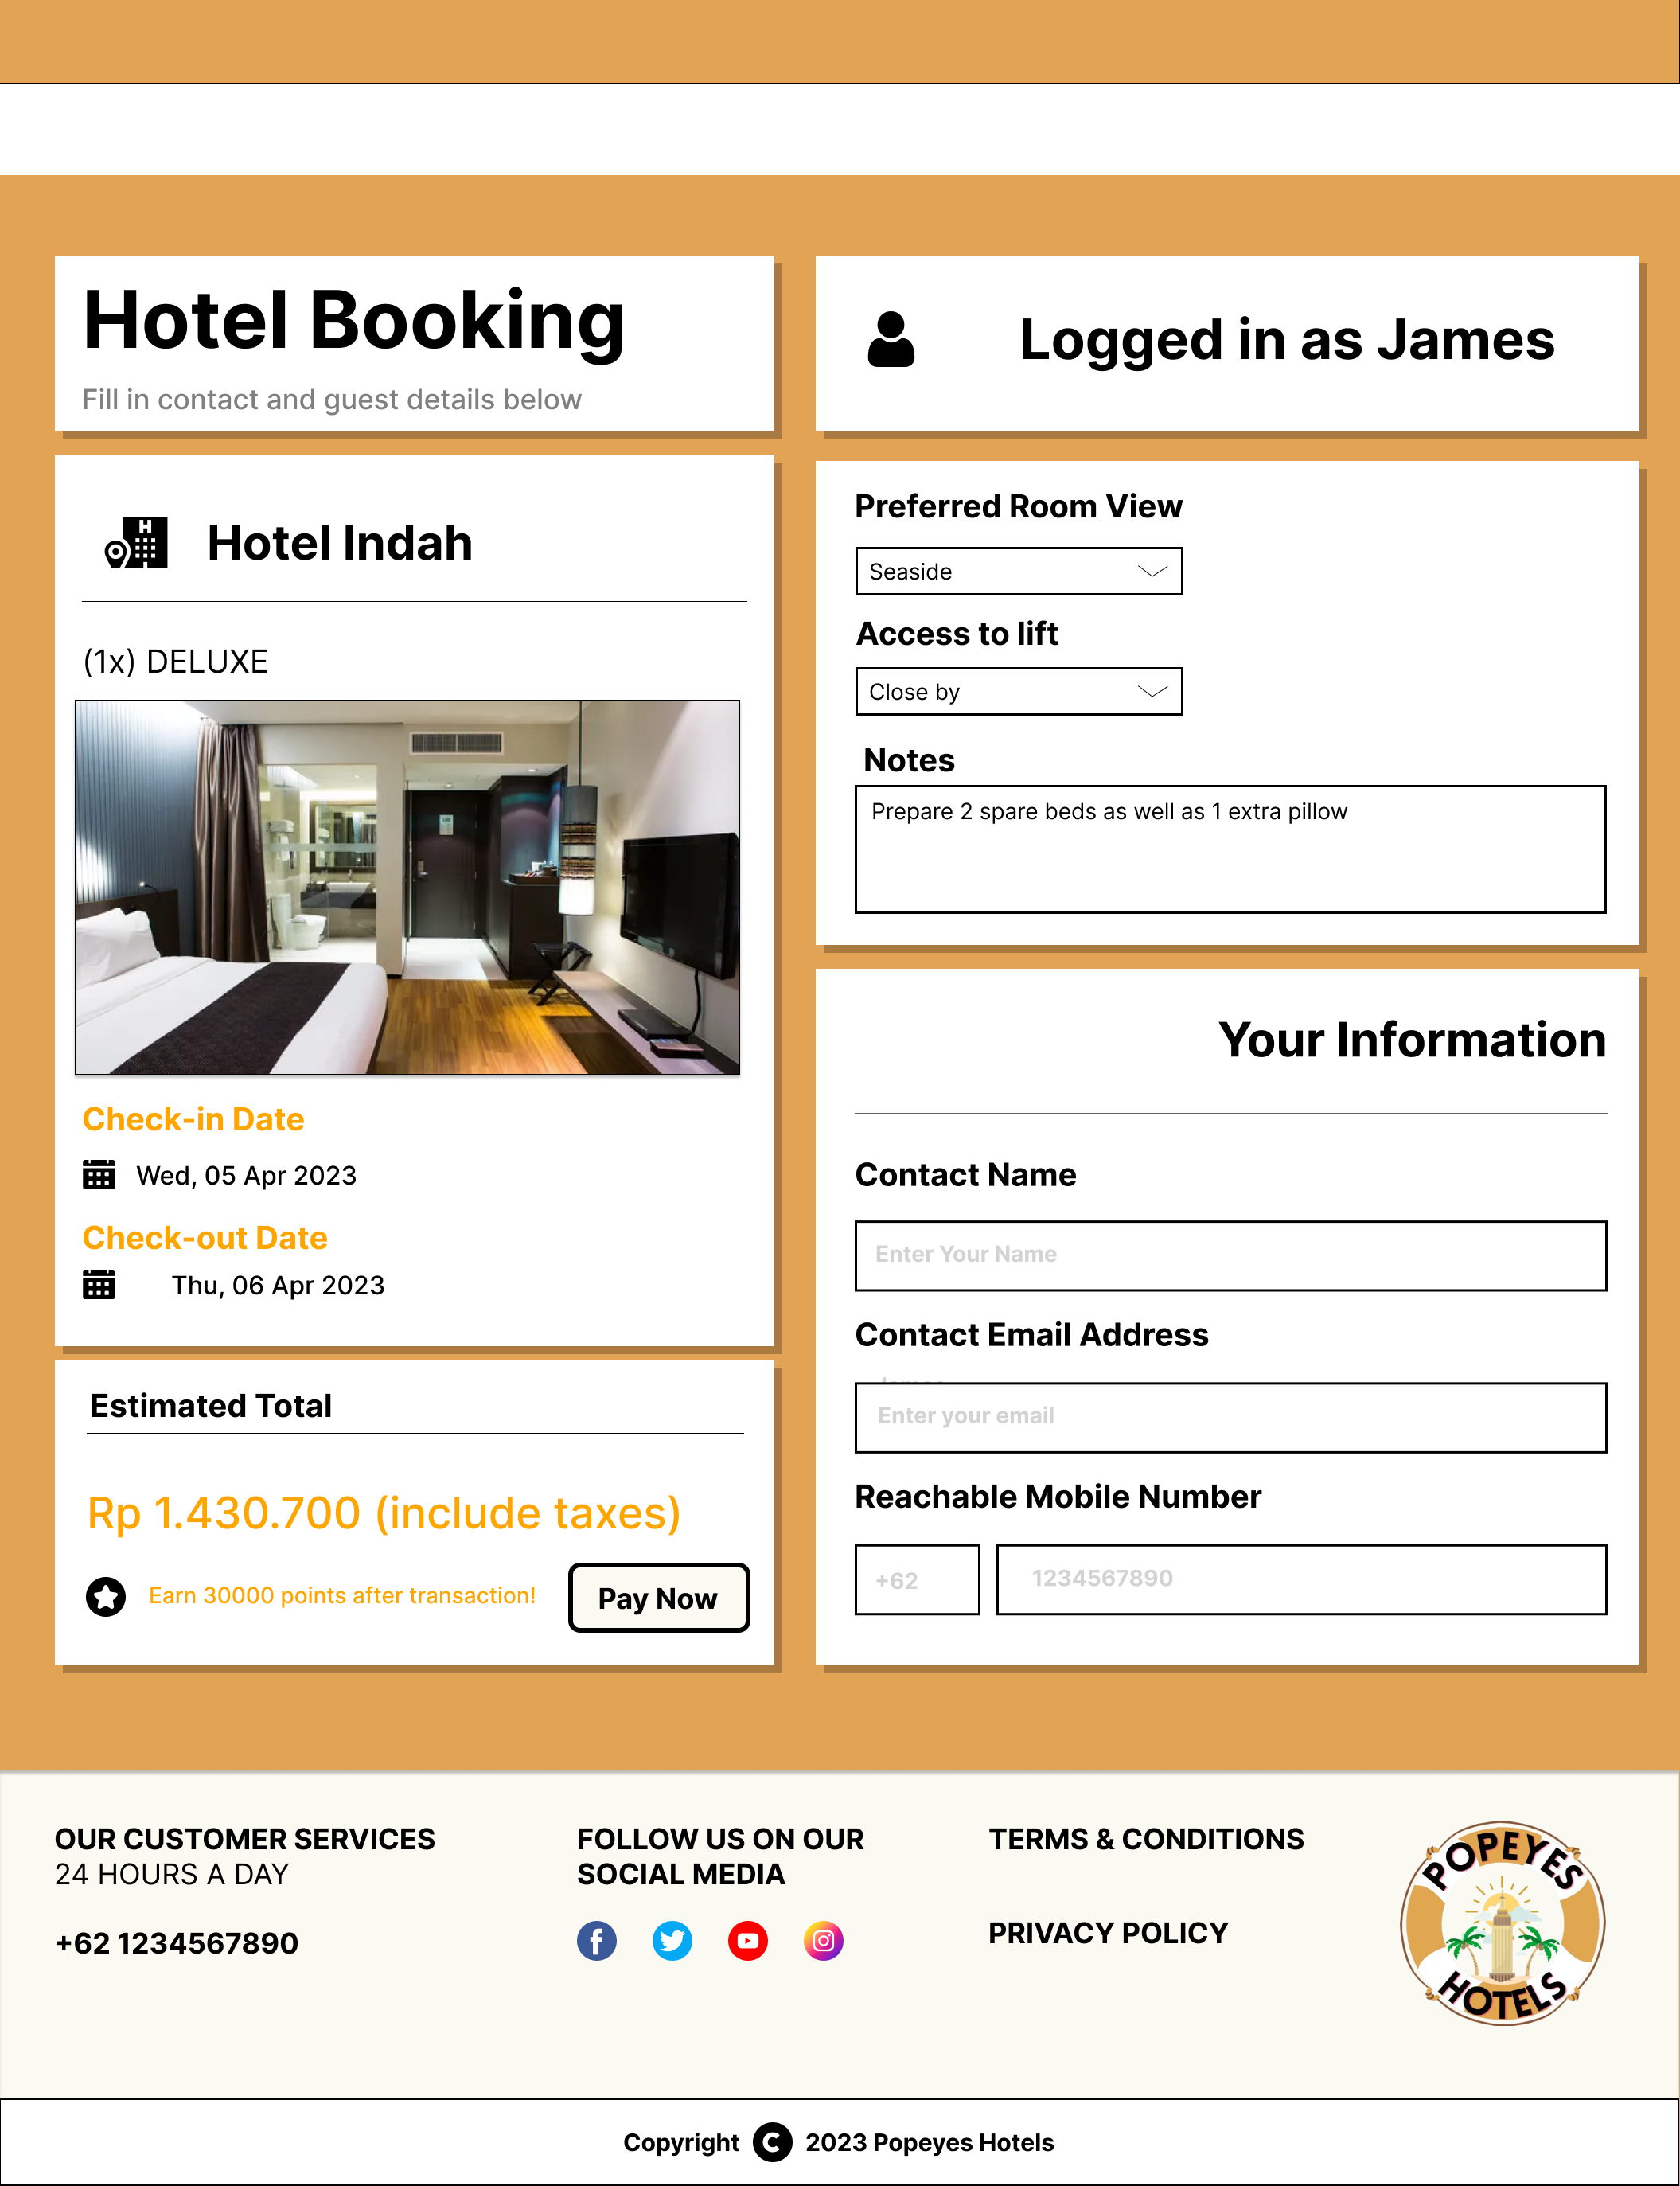 Hotel Booking
Fill in contact and guest details below
Logged in as James
Hotel Indah
(1x) DELUXE
Check-in Date
Wed, 05 Apr 2023
Check-out Date
Thu, 06 Apr 2023
Estimated Total
Rp 1.430.700 (include taxes)
Earn 30000 points after transaction!
Pay Now
Preferred Room View
Seaside
Access to lift
Close by
Notes
Prepare 2 spare beds as well as 1 extra pillow
Your Information
Contact Name
Enter Your Name
Contact Email Address
Enter your email
Reachable Mobile Number
+62 1234567890
OUR CUSTOMER SERVICES
24 HOURS A DAY
+62 1234567890
FOLLOW US ON OUR
SOCIAL MEDIA
TERMS & CONDITIONS
PRIVACY POLICY
POPEYES
HOTELS
Copyright C 2023 Popeyes Hotels